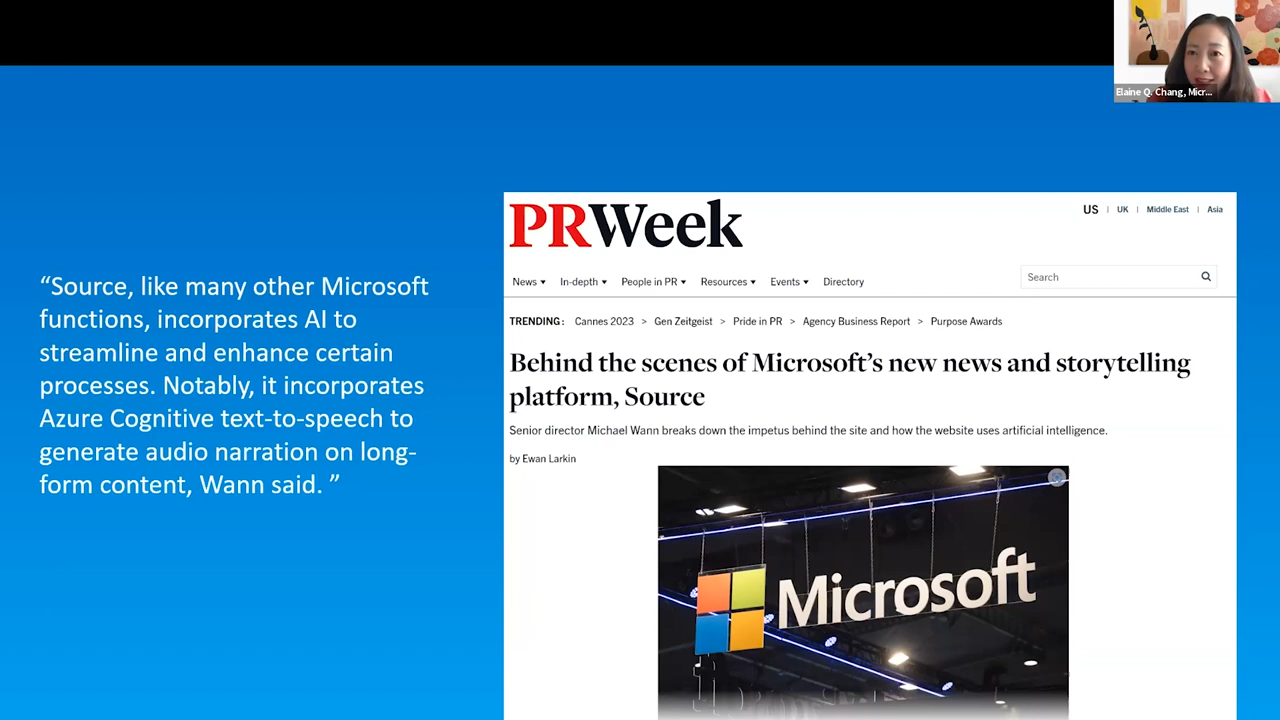 Elaine Q. Chang, Micr...
“Source, like many other Microsoft
functions, incorporates AI to
streamline and enhance certain
processes. Notably, it incorporates
Azure Cognitive text-to-speech to
generate audio narration on long-
form content, Wann said. ”
PRWeek
US | UK | Middle East | Asia
News In-depth People in PR Resources Events Directory
Search
TRENDING: Cannes 2023 > Gen Zeitgeist > Pride in PR > Agency Business Report > Purpose Awards
Behind the scenes of Microsoft’s new news and storytelling
platform, Source
Senior director Michael Wann breaks down the impetus behind the site and how the website uses artificial intelligence.
by Ewan Larkin
Microsoft